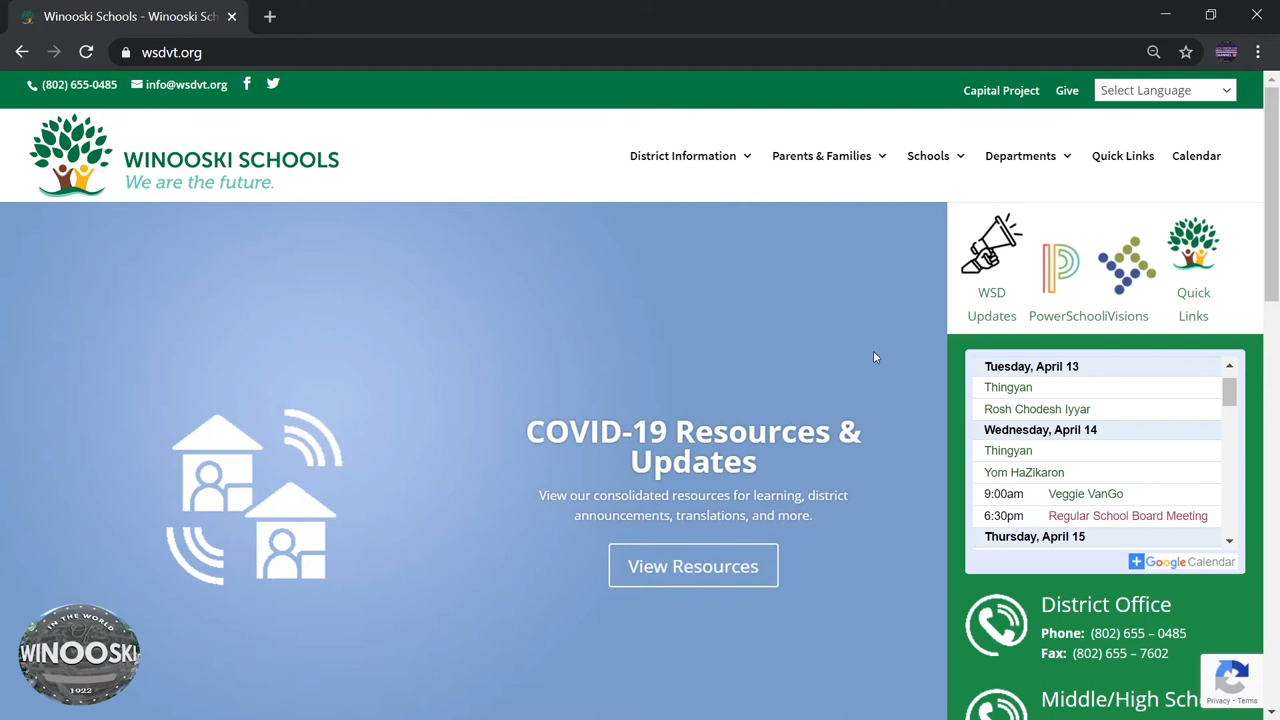 Winooski Schools - Winooski Sch
wsdvt.org
(802) 655-0485
info@wsdvt.org
Capital Project
Give
Select Language
WINOOSKI SCHOOLS
We are the future.
District Information
Parents & Families
Schools
Departments
Quick Links
Calendar
WSD
Updates
PowerSchool
iVisions
Quick
Links
COVID-19 Resources &
Updates
View our consolidated resources for learning, district
announcements, translations, and more.
View Resources
Tuesday, April 13
Thingyan
Rosh Chodesh Iyyar
Wednesday, April 14
Thingyan
Yom HaZikaron
9:00am Veggie VanGo
6:30pm Regular School Board Meeting
Thursday, April 15
Google Calendar
District Office
Phone: (802) 655 – 0485
Fax: (802) 655 – 7602
Middle/High Sch
Privacy - Terms
IN THE WORLD
Of
WINOOSKI
1922